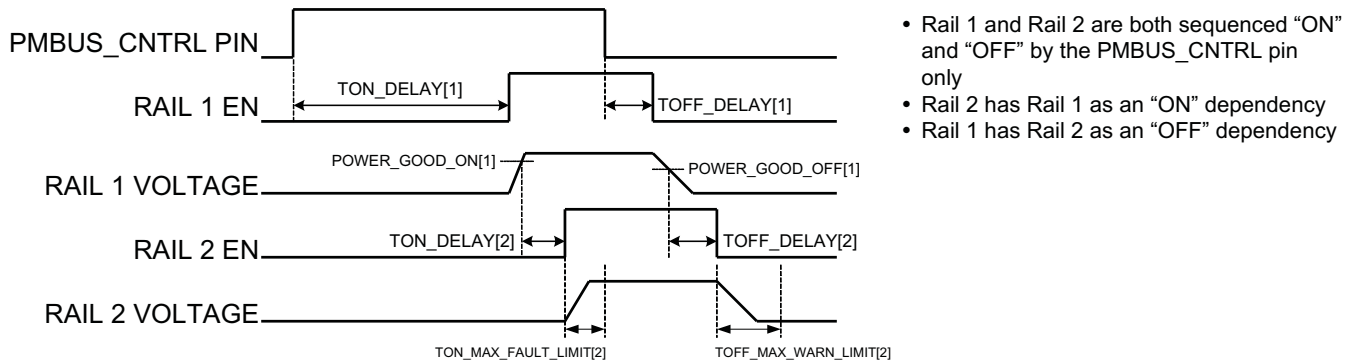 PMBUS_CNTRL PIN
TON_DELAY[1]
RAIL 1 EN
TOFF_DELAY[1]
POWER_GOOD_ON[1]
POWER_GOOD_OFF[1]
RAIL 1 VOLTAGE
TON_DELAY[2]
TOFF_DELAY[2]
RAIL 2 EN
RAIL 2 VOLTAGE
TON_MAX_FAULT_LIMIT[2]
TOFF_MAX_WARN_LIMIT[2]
• Rail 1 and Rail 2 are both sequenced “ON”
and “OFF” by the PMBUS_CNTRL pin
only
• Rail 2 has Rail 1 as an “ON” dependency
• Rail 1 has Rail 2 as an “OFF” dependency